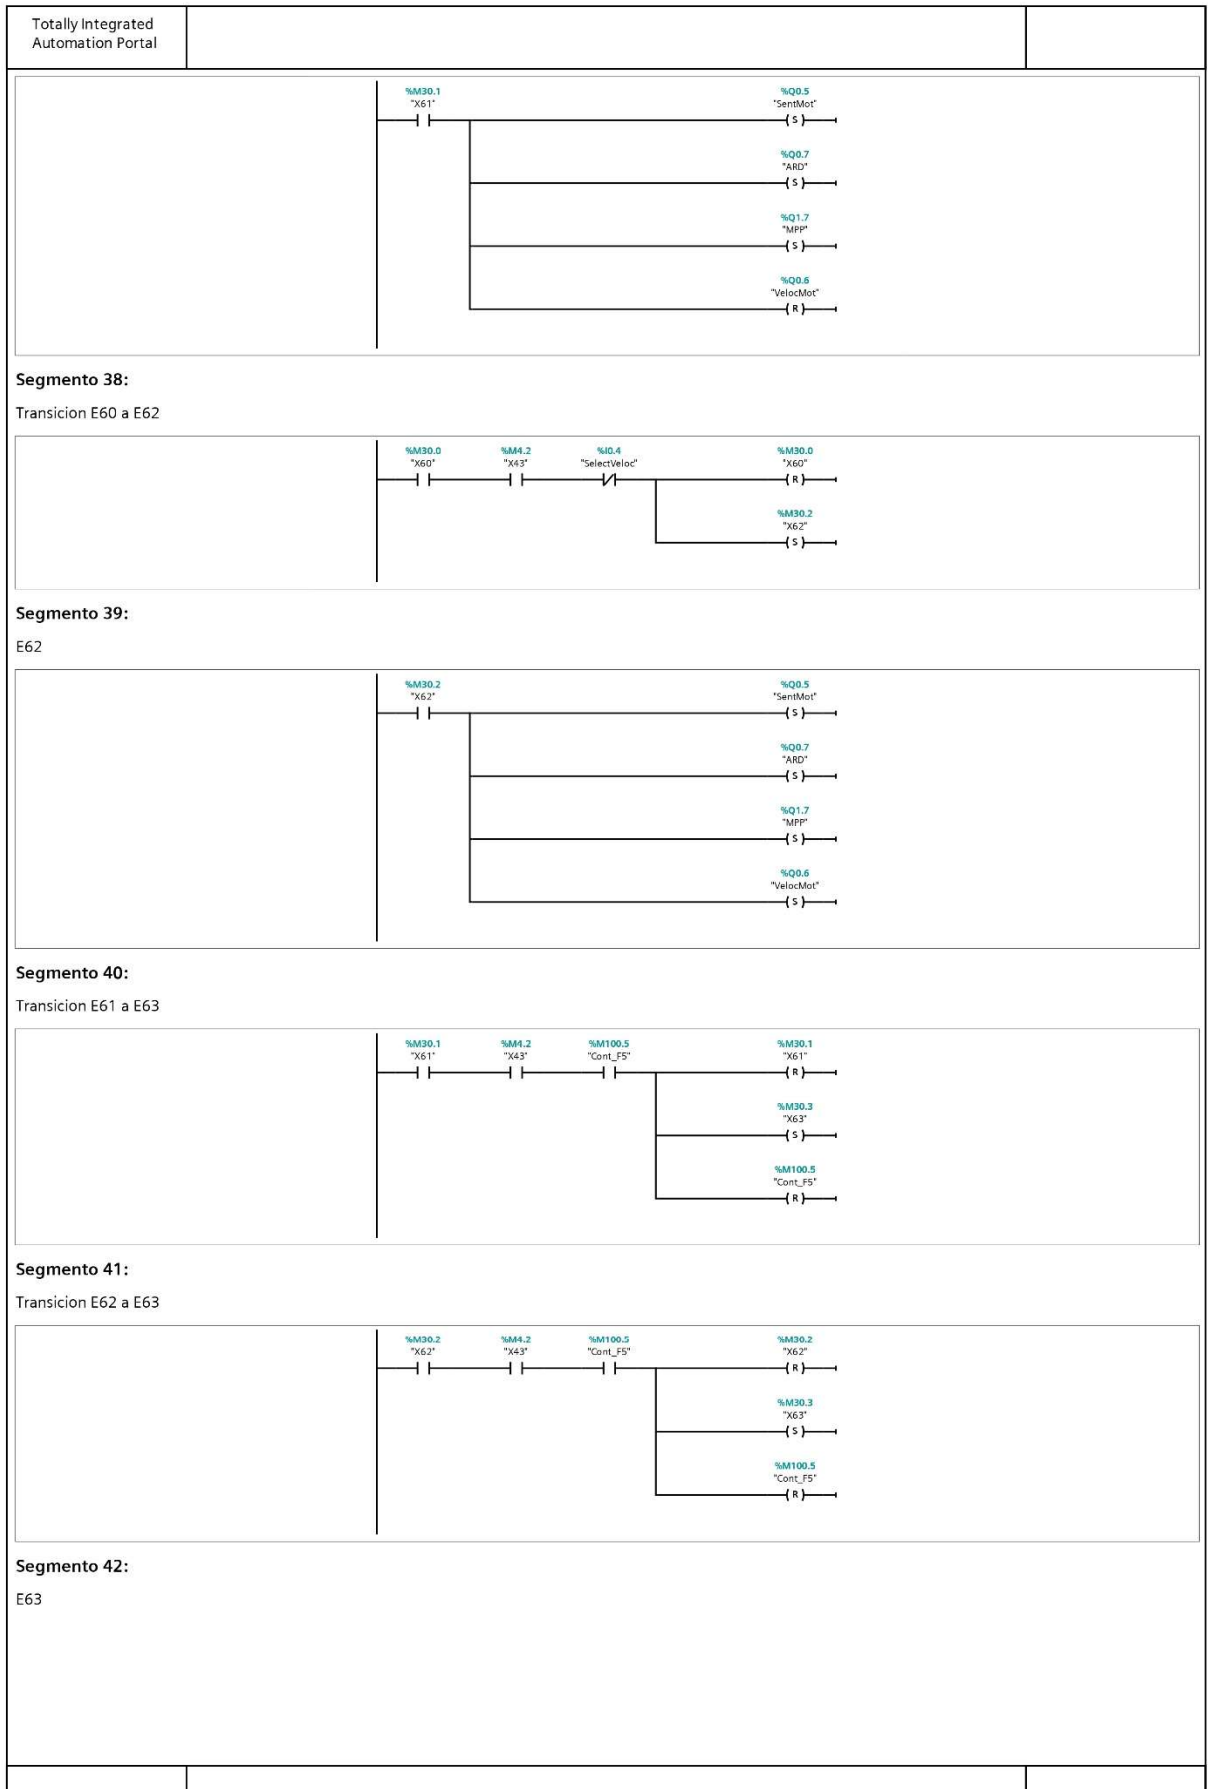 Totally Integrated
Automation Portal
%M30.1 %Q0.5
"X61" "SentMot"
S
%Q0.7
"ARD"
S
%Q1.7
"MPP"
S
%Q0.6
"VelocMot"
R
Segmento 38:
Transicion E60 a E62
%M30.0 %M4.2 %I0.4 %M30.0
"X60" "X43" "SelectVeloc" "X60"
R
%M30.2
"X62"
S
Segmento 39:
E62
%M30.2 %Q0.5
"X62" "SentMot"
S
%Q0.7
"ARD"
S
%Q1.7
"MPP"
S
%Q0.6
"VelocMot"
S
Segmento 40:
Transicion E61 a E63
%M30.1 %M4.2 %M100.5 %M30.1
"X61" "X43" "Cont_F5" "X61"
R
%M30.3
"X63"
S
%M100.5
"Cont_F5"
R
Segmento 41:
Transicion E62 a E63
%M30.2 %M4.2 %M100.5 %M30.2
"X62" "X43" "Cont_F5" "X62"
R
%M30.3
"X63"
S
%M100.5
"Cont_F5"
R
Segmento 42:
E63